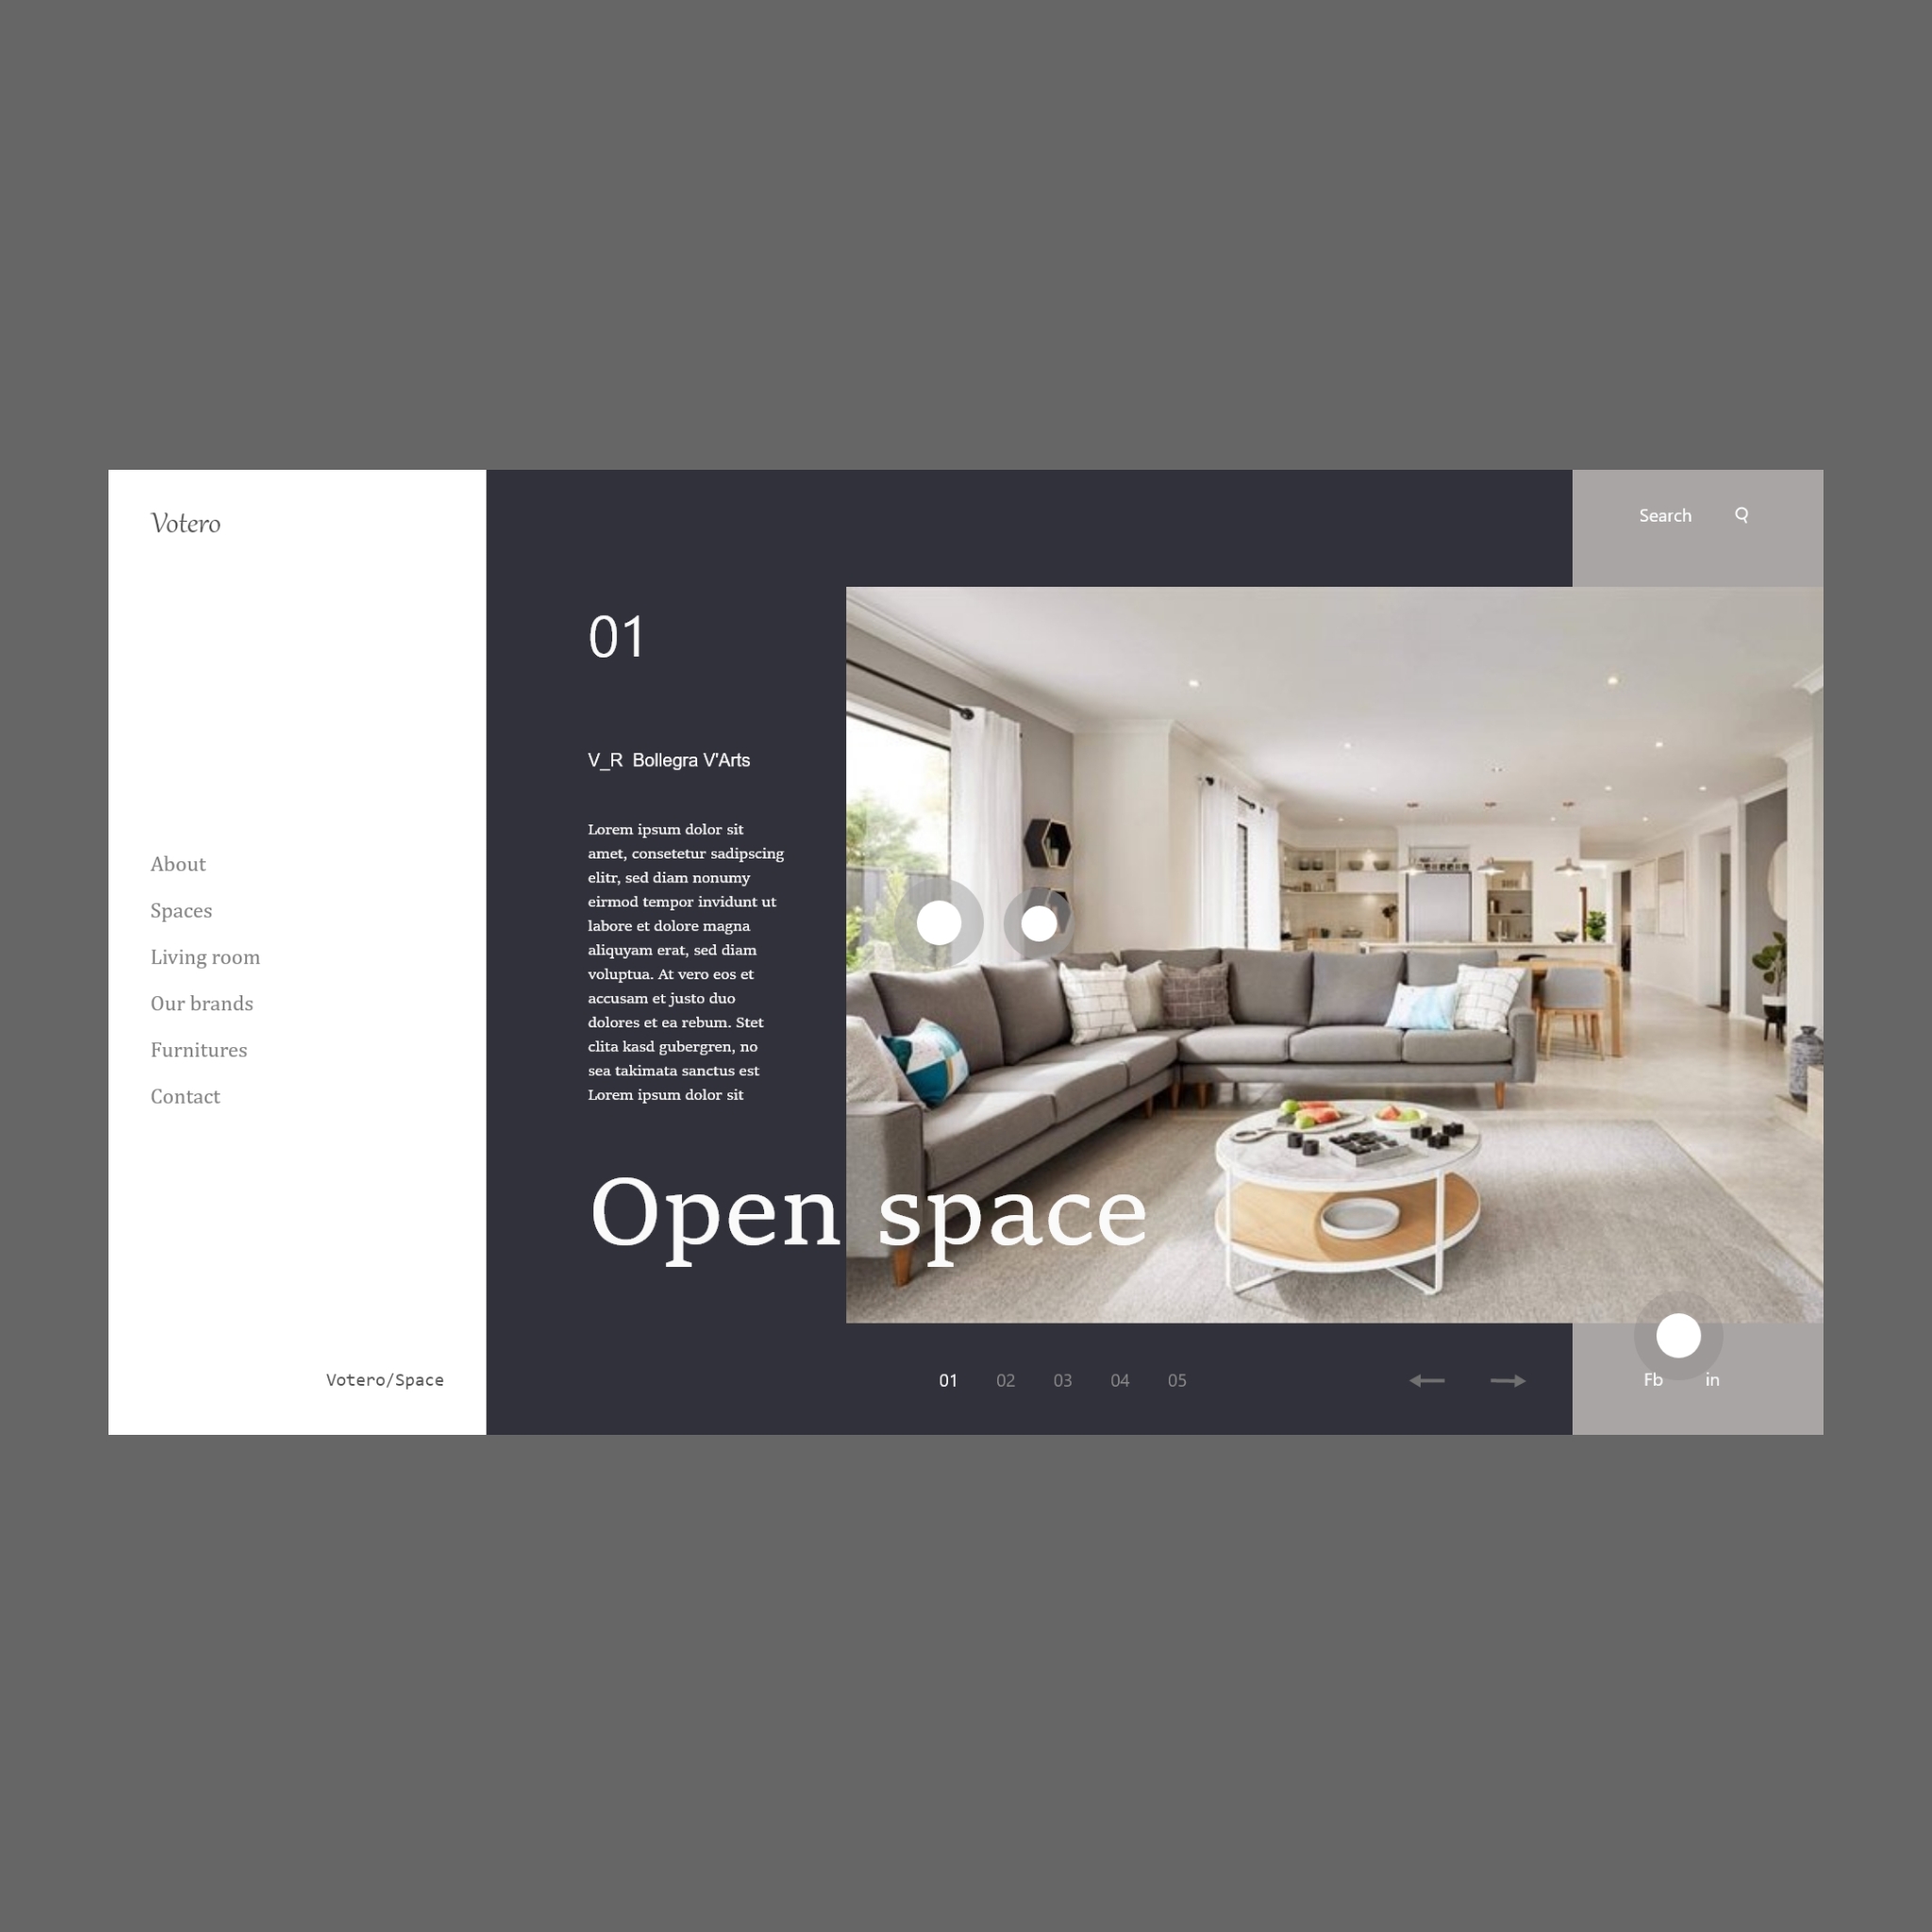 Votero
Search
01
V_R Bollegra V'Arts
Lorem ipsum dolor sit
amet, consetetur sadipscing
elitr, sed diam nonumy
eirmod tempor invidunt ut
labore et dolore magna
aliquyam erat, sed diam
voluptua. At vero eos et
accusam et justo duo
dolores et ea rebum. Stet
clita kasd gubergren, no
sea takimata sanctus est
Lorem ipsum dolor sit
About
Spaces
Living room
Our brands
Furnitures
Contact
Open space
Votero/Space
01 02 03 04 05
Fb in